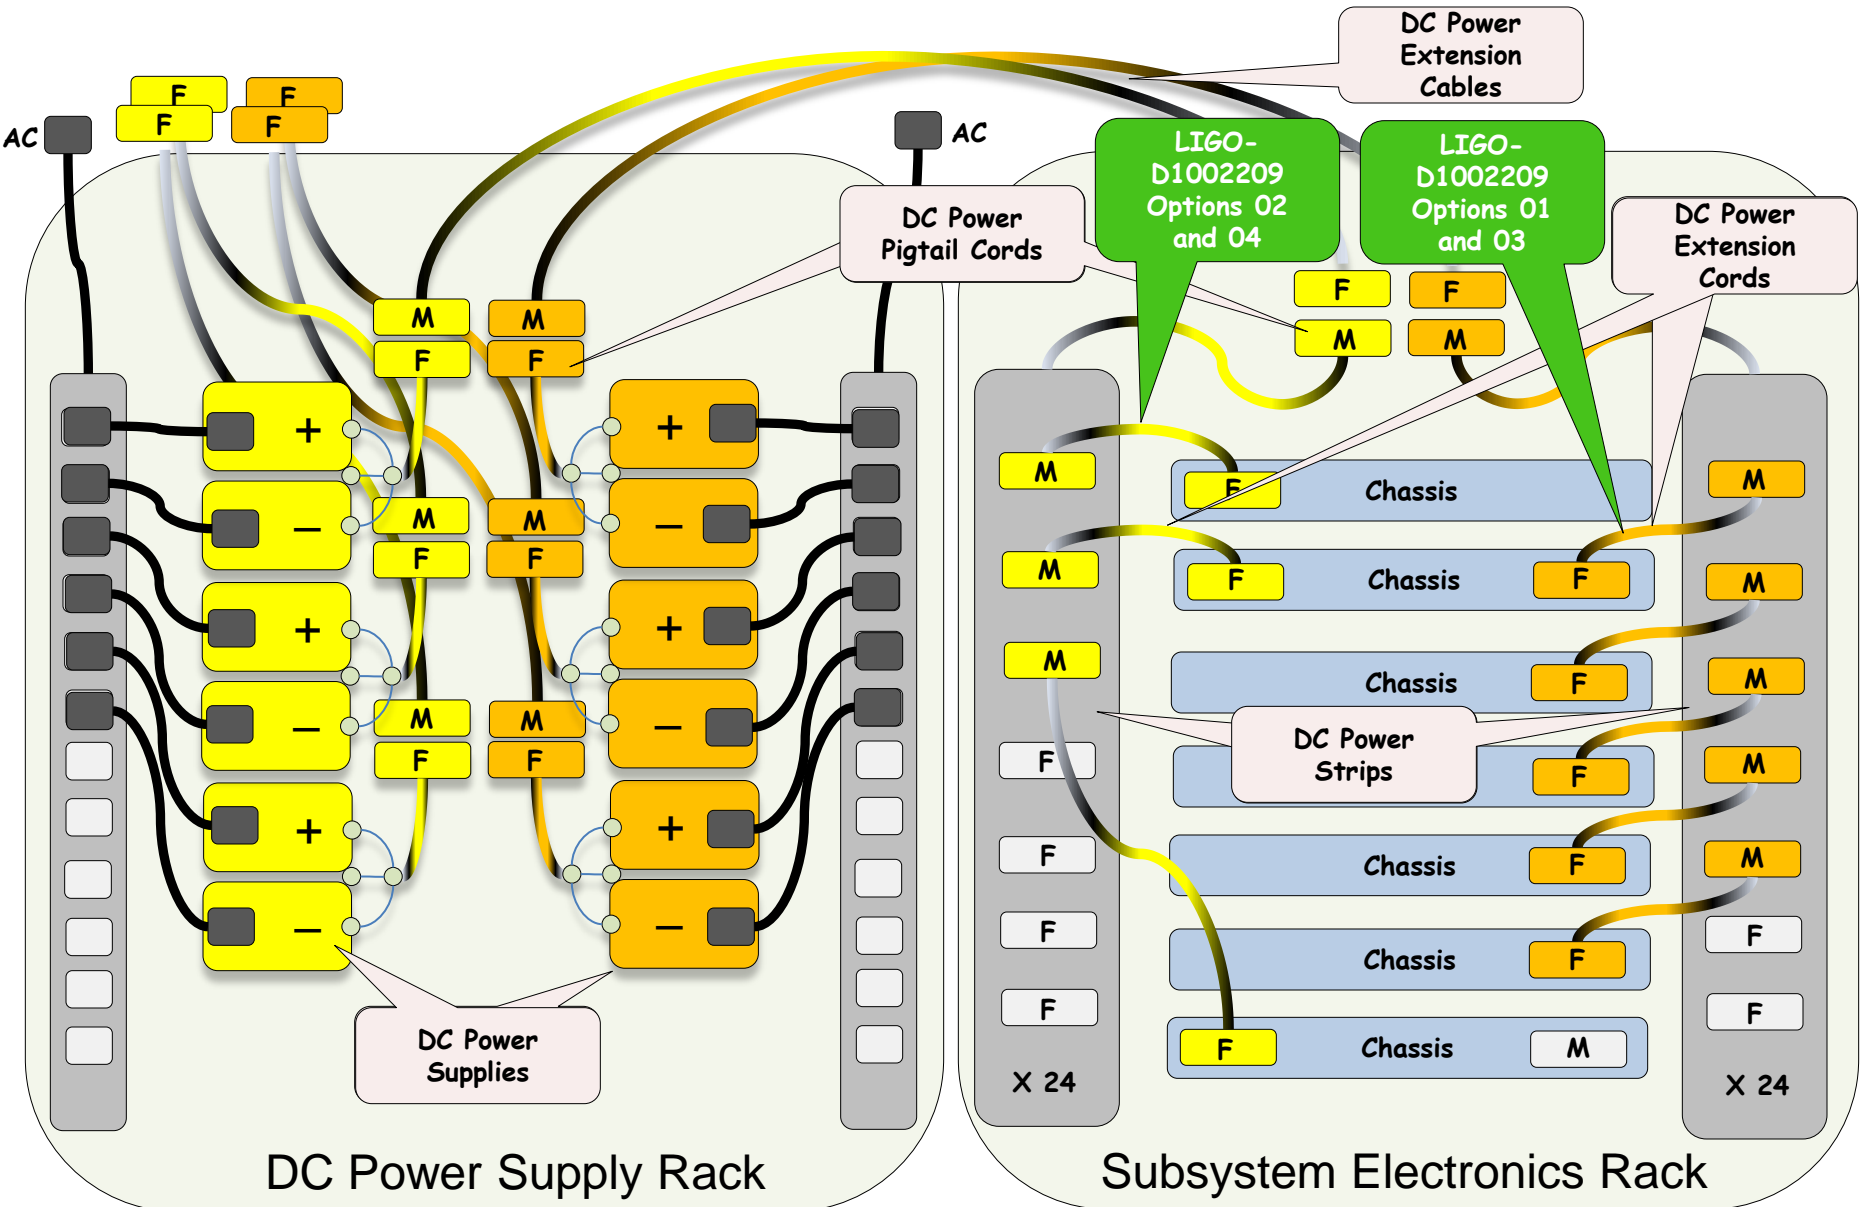 DC Power
Extension
Cables
F
F
F
F
AC
AC
LIGO-
D1002209
Options 02
and 04
LIGO-
D1002209
Options 01
and 03
DC Power
Pigtail Cords
DC Power
Extension
Cords
M
M
F
F
F
F
M
M
+
+
M
F
Chassis
M
–
–
M
M
F
F
M
F
Chassis
F
M
+
+
M
Chassis
F
M
–
–
M
M
F
F
DC Power
Strips
F
F
M
+
+
F
Chassis
F
M
–
–
F
Chassis
F
F
F
F
DC Power
Supplies
F
Chassis
M
X 24
X 24
DC Power Supply Rack
Subsystem Electronics Rack